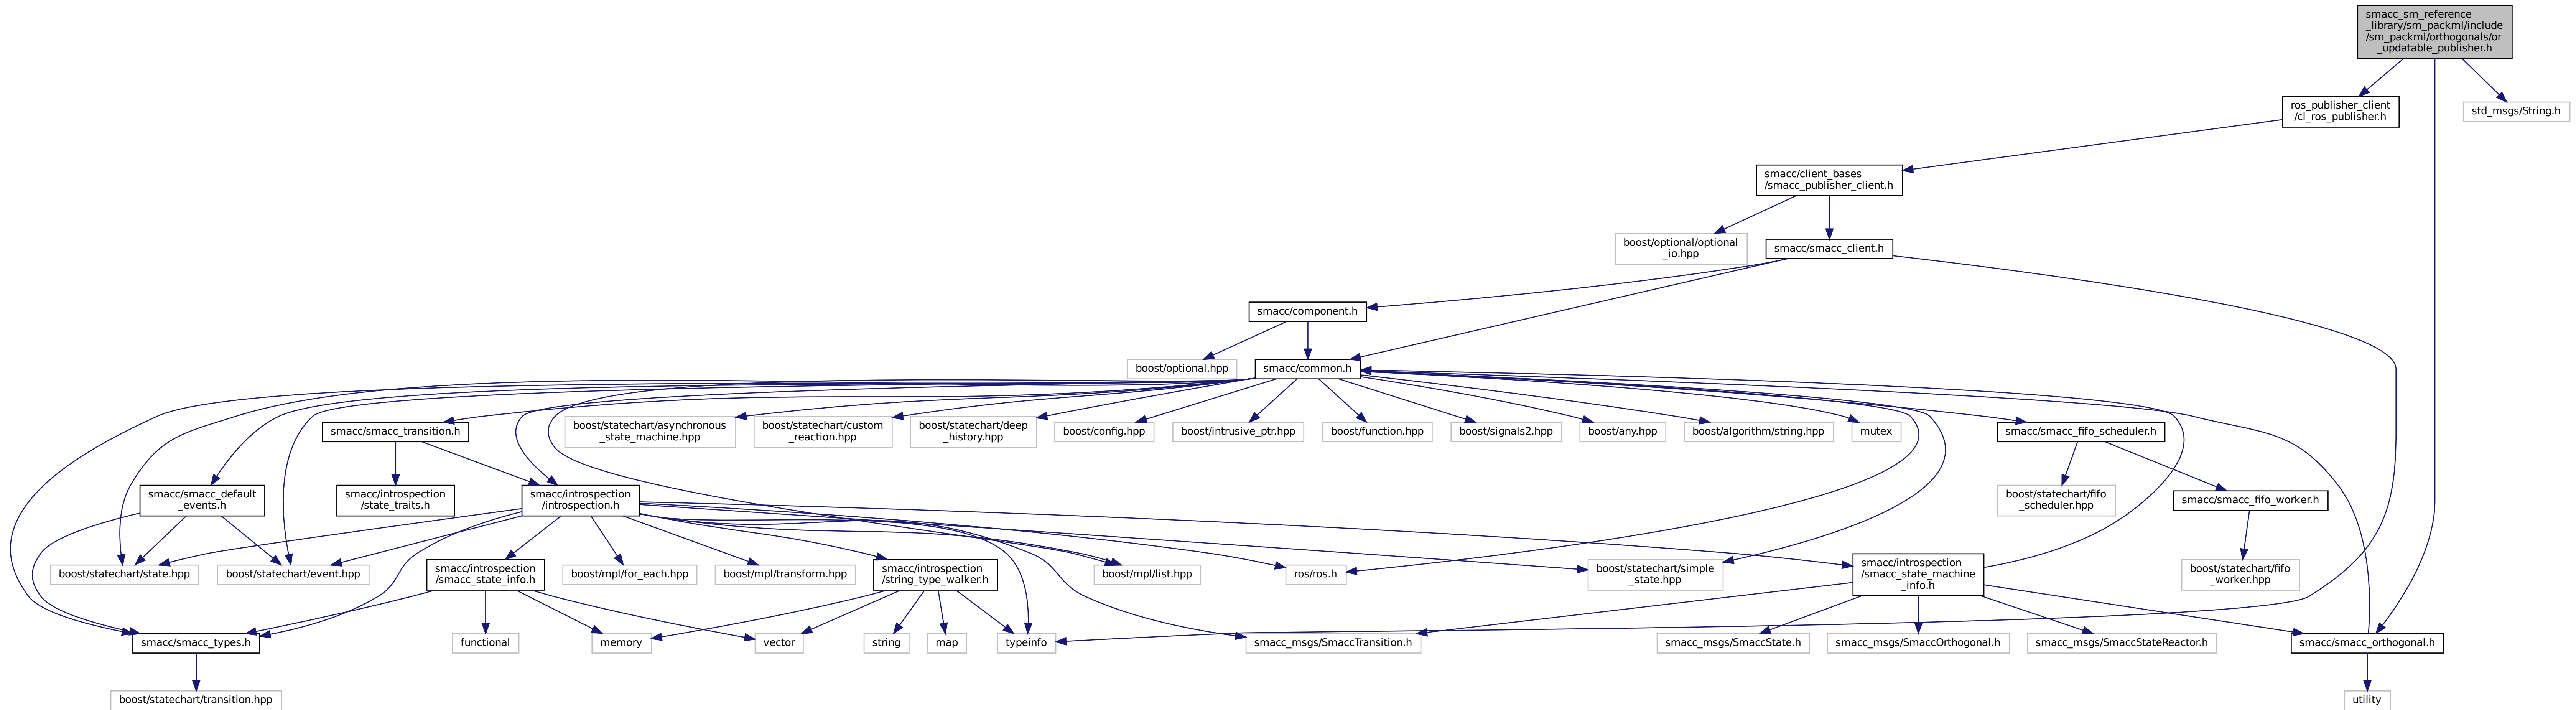 smacc_sm_reference
_library/sm_packml/include
/sm_packml/orthogonals/or
_updatable_publisher.h
ros_publisher_client
/cl_ros_publisher.h
std_msgs/String.h
smacc/client_bases
/smacc_publisher_client.h
boost/optional/optional
_io.hpp
smacc/smacc_client.h
smacc/component.h
boost/optional.hpp
smacc/common.h
smacc/smacc_transition.h
boost/statechart/asynchronous
_state_machine.hpp
boost/statechart/custom
_reaction.hpp
boost/statechart/deep
_history.hpp
boost/config.hpp
boost/intrusive_ptr.hpp
boost/function.hpp
boost/signals2.hpp
boost/any.hpp
boost/algorithm/string.hpp
mutex
smacc/smacc_fifo_scheduler.h
smacc/smacc_default
_events.h
smacc/introspection
/state_traits.h
smacc/introspection
/introspection.h
boost/statechart/fifo
_scheduler.hpp
smacc/smacc_fifo_worker.h
boost/statechart/state.hpp
boost/statechart/event.hpp
smacc/introspection
/smacc_state_info.h
boost/mpl/for_each.hpp
boost/mpl/transform.hpp
smacc/introspection
/string_type_walker.h
boost/mpl/list.hpp
ros/ros.h
boost/statechart/simple
_state.hpp
smacc/introspection
/smacc_state_machine
_info.h
boost/statechart/fifo
_worker.hpp
smacc/smacc_types.h
functional
memory
vector
string
map
typeinfo
smacc_msgs/SmaccTransition.h
smacc_msgs/SmaccState.h
smacc_msgs/SmaccOrthogonal.h
smacc_msgs/SmaccStateReactor.h
smacc/smacc_orthogonal.h
boost/statechart/transition.hpp
utility